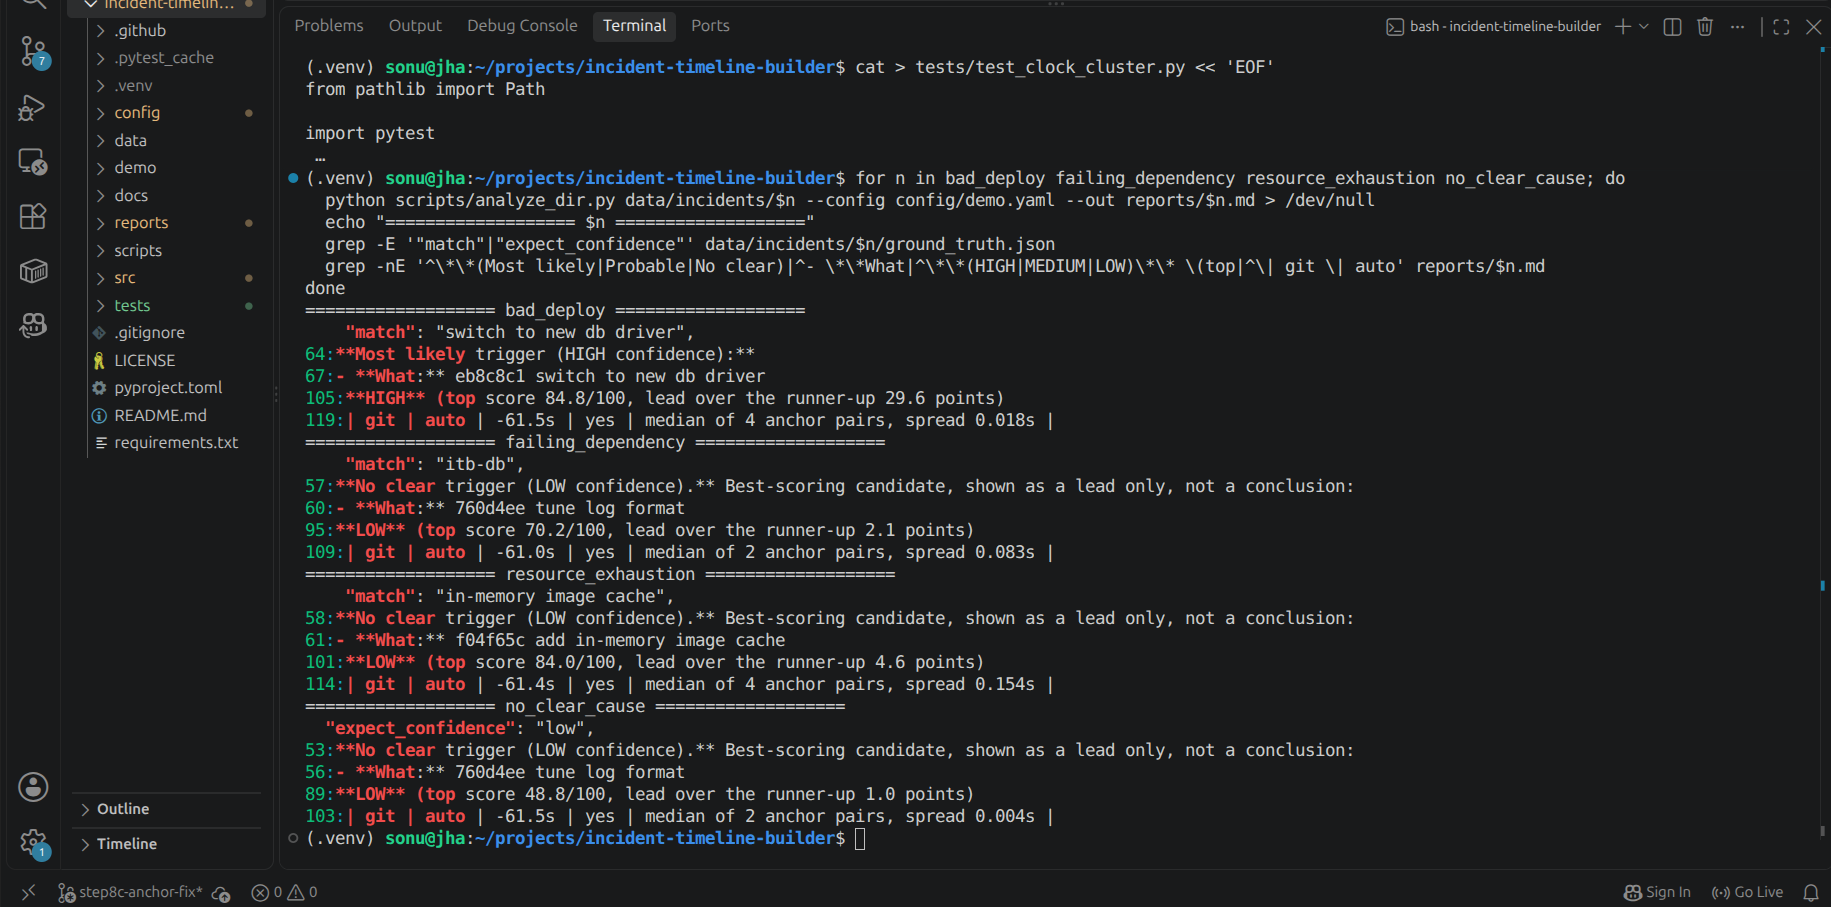 incident-timeline...
.github
.pytest_cache
.venv
config
data
demo
docs
reports
scripts
src
tests
.gitignore
LICENSE
pyproject.toml
README.md
requirements.txt
Outline
Timeline
7
1
Problems Output Debug Console Terminal Ports
bash - incident-timeline-builder
(.venv) sonu@jha:~/projects/incident-timeline-builder$ cat > tests/test_clock_cluster.py << 'EOF'
from pathlib import Path
import pytest
…
(.venv) sonu@jha:~/projects/incident-timeline-builder$ for n in bad_deploy failing_dependency resource_exhaustion no_clear_cause; do
  python scripts/analyze_dir.py data/incidents/$n --config config/demo.yaml --out reports/$n.md > /dev/null
  echo "=================== $n ==================="
  grep -E '"match"|"expect_confidence"' data/incidents/$n/ground_truth.json
  grep -nE '^\*\*(Most likely|Probable|No clear)|^- \*\*What|^\*\*(HIGH|MEDIUM|LOW)\*\* \(top|^\| git \| auto' reports/$n.md
done
=================== bad_deploy ===================
    "match": "switch to new db driver",
64:**Most likely trigger (HIGH confidence):**
67:- **What:** eb8c8c1 switch to new db driver
105:**HIGH** (top score 84.8/100, lead over the runner-up 29.6 points)
119:| git | auto | -61.5s | yes | median of 4 anchor pairs, spread 0.018s |
=================== failing_dependency ===================
    "match": "itb-db",
57:**No clear trigger (LOW confidence).** Best-scoring candidate, shown as a lead only, not a conclusion:
60:- **What:** 760d4ee tune log format
95:**LOW** (top score 70.2/100, lead over the runner-up 2.1 points)
109:| git | auto | -61.0s | yes | median of 2 anchor pairs, spread 0.083s |
=================== resource_exhaustion ===================
    "match": "in-memory image cache",
58:**No clear trigger (LOW confidence).** Best-scoring candidate, shown as a lead only, not a conclusion:
61:- **What:** f04f65c add in-memory image cache
101:**LOW** (top score 84.0/100, lead over the runner-up 4.6 points)
114:| git | auto | -61.4s | yes | median of 4 anchor pairs, spread 0.154s |
=================== no_clear_cause ===================
  "expect_confidence": "low",
53:**No clear trigger (LOW confidence).** Best-scoring candidate, shown as a lead only, not a conclusion:
56:- **What:** 760d4ee tune log format
89:**LOW** (top score 48.8/100, lead over the runner-up 1.0 points)
103:| git | auto | -61.5s | yes | median of 2 anchor pairs, spread 0.004s |
(.venv) sonu@jha:~/projects/incident-timeline-builder$
step8c-anchor-fix* 0 0 Sign In Go Live